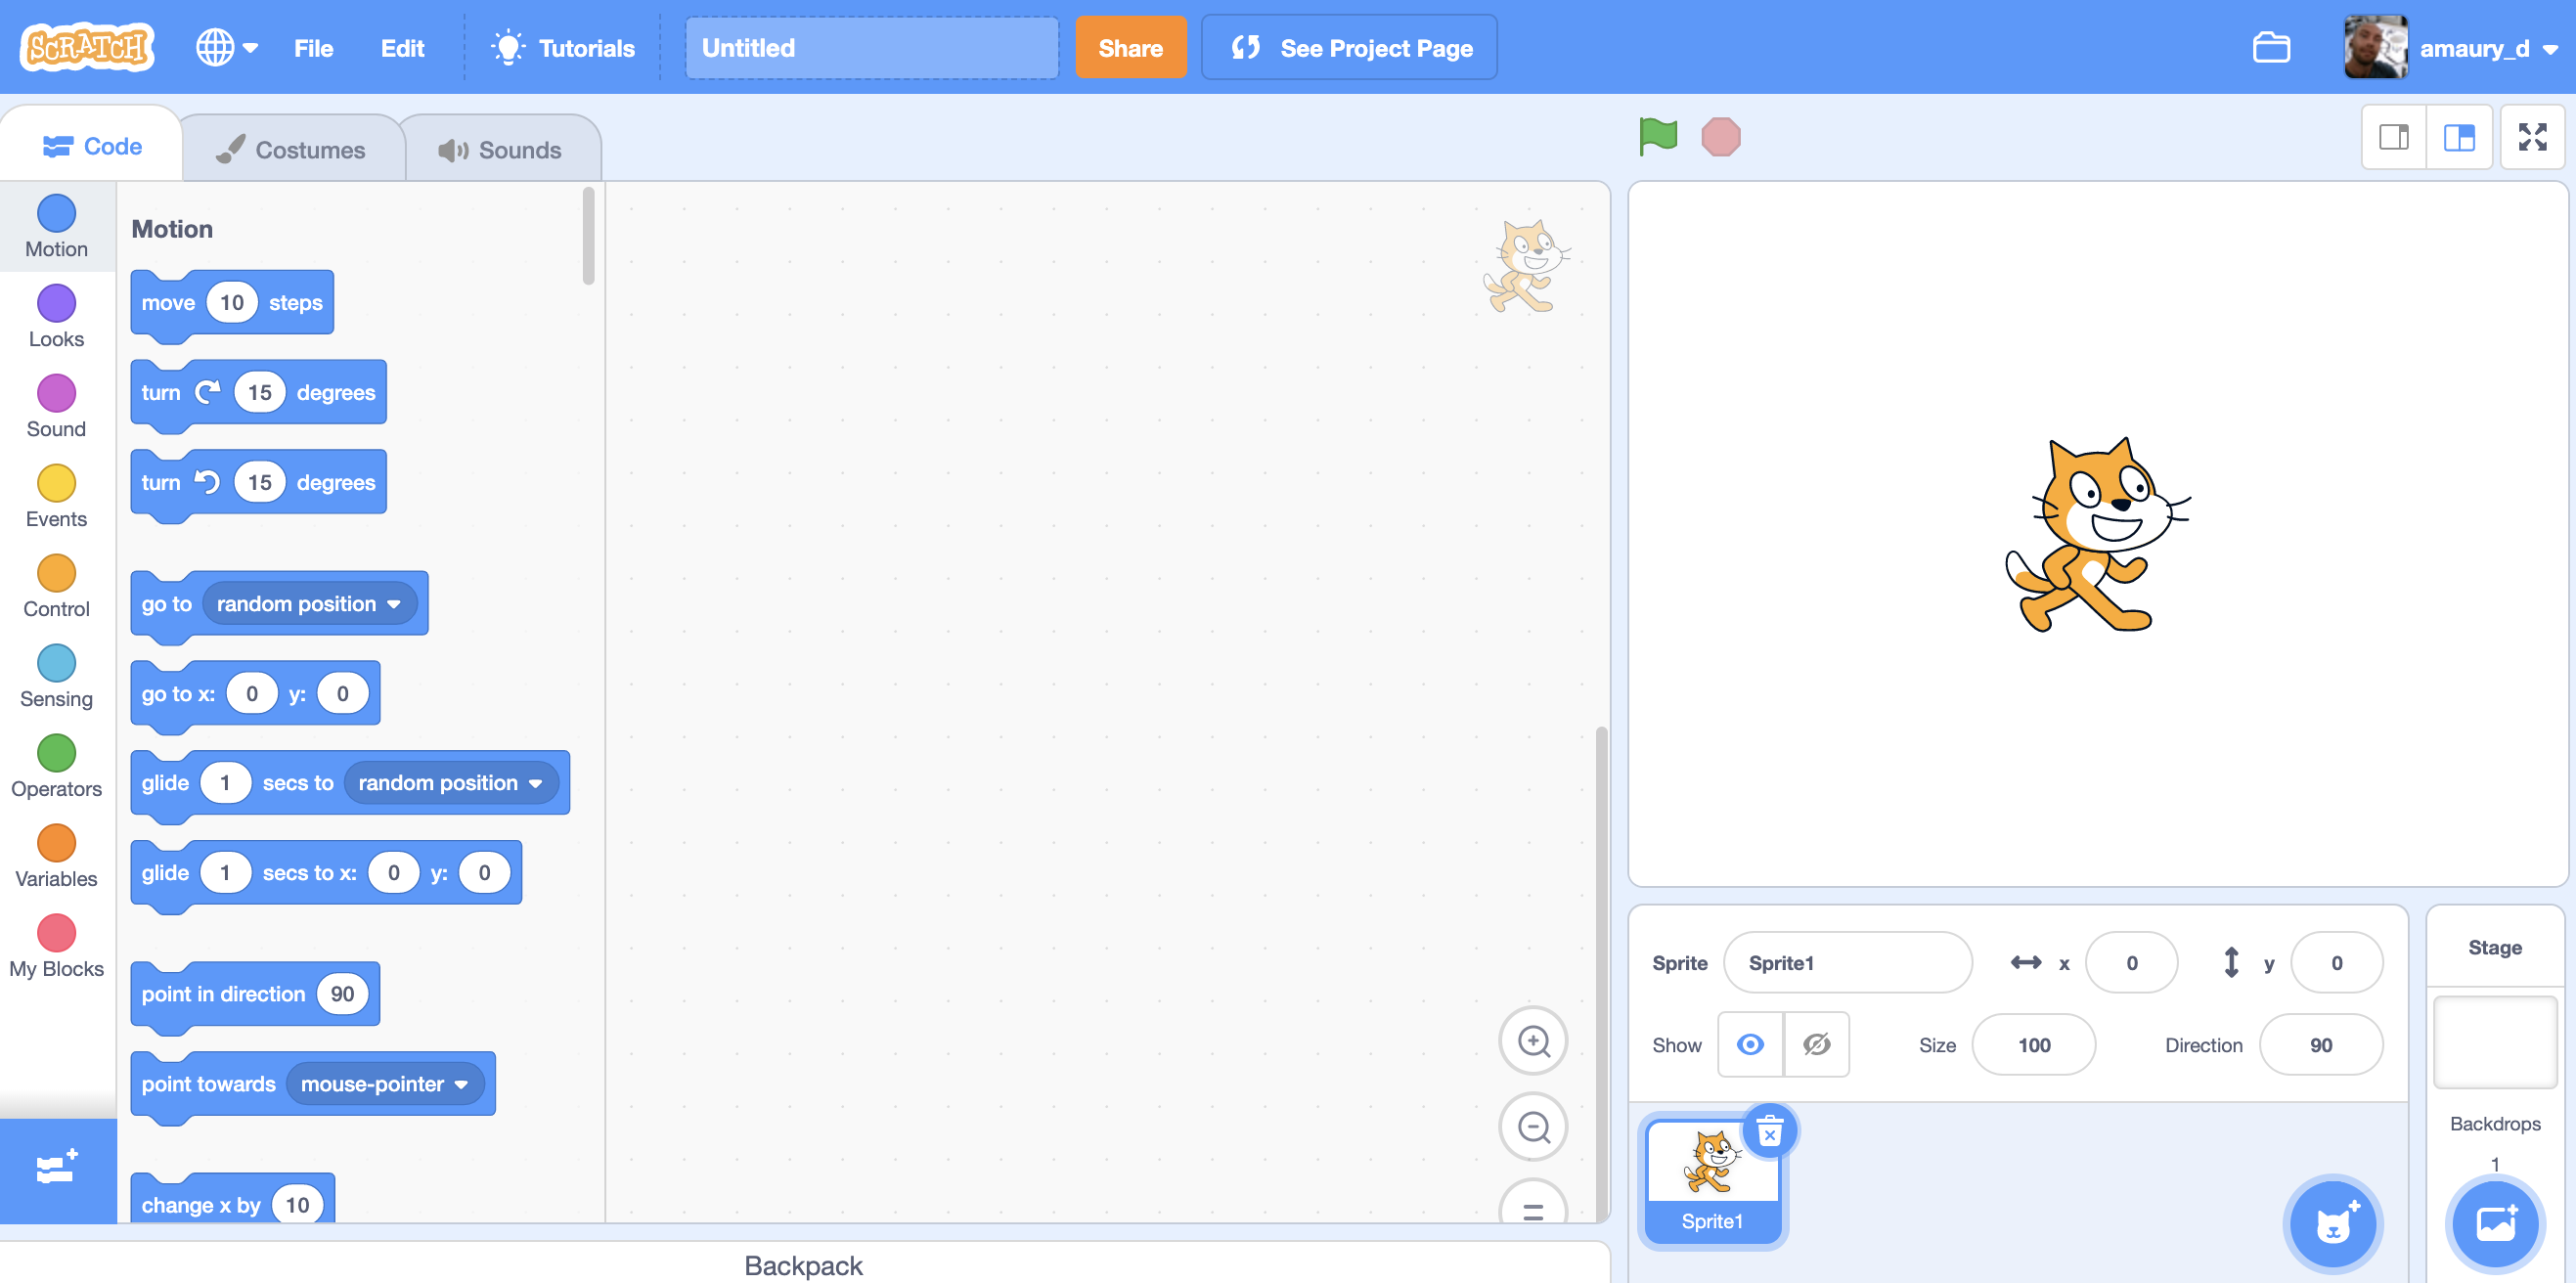 SCRATCH
File
Edit
Tutorials
Untitled
Share
See Project Page
amaury_d
Code
Costumes
Sounds
Motion
Looks
Sound
Events
Control
Sensing
Operators
Variables
My Blocks
Motion
move 10 steps
turn 15 degrees
turn 15 degrees
go to random position
go to x: 0 y: 0
glide 1 secs to random position
glide 1 secs to x: 0 y: 0
point in direction 90
point towards mouse-pointer
change x by 10
Backpack
Sprite Sprite1 x 0 y 0
Show Size 100 Direction 90
Sprite1
Stage
Backdrops
1